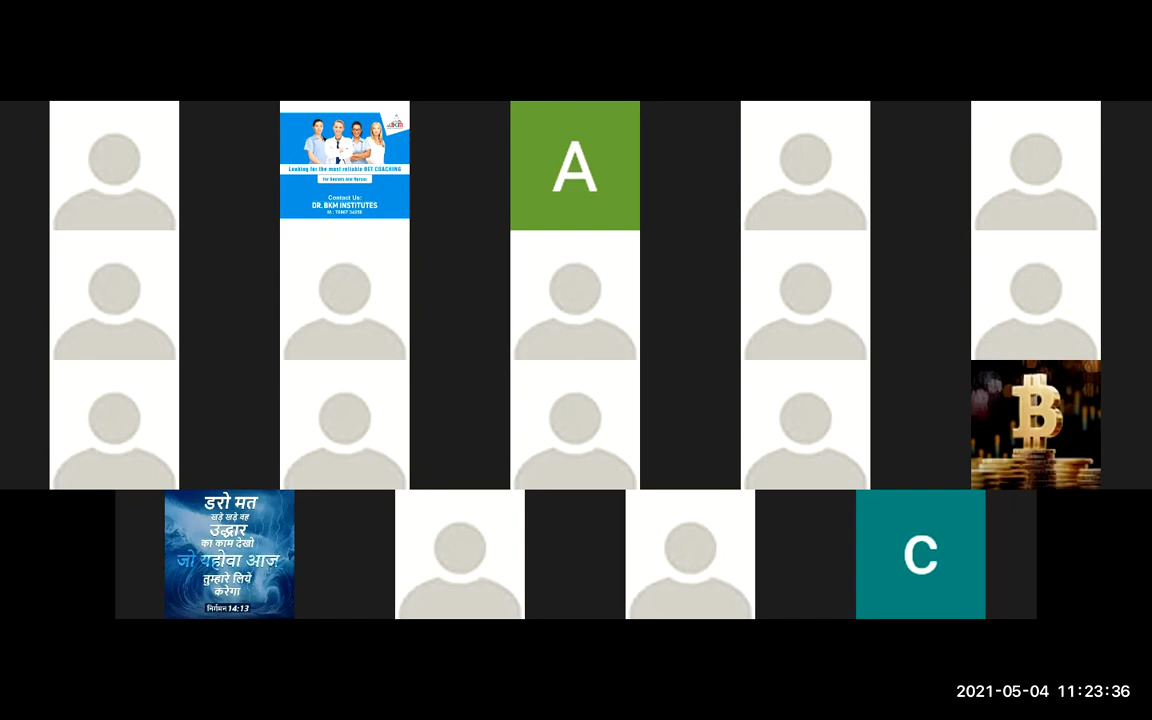 Looking for the most reliable OET COACHING
For Doctors And Nurses
Contact Us:
DR. BKM INSTITUTES
A
B
डरो मत
खड़े खड़े वह
उद्धार
का काम देखो
जो यहोवा आज
तुम्हारे लिये
करेगा
निर्गमन 14:13
C
2021-05-04 11:23:36